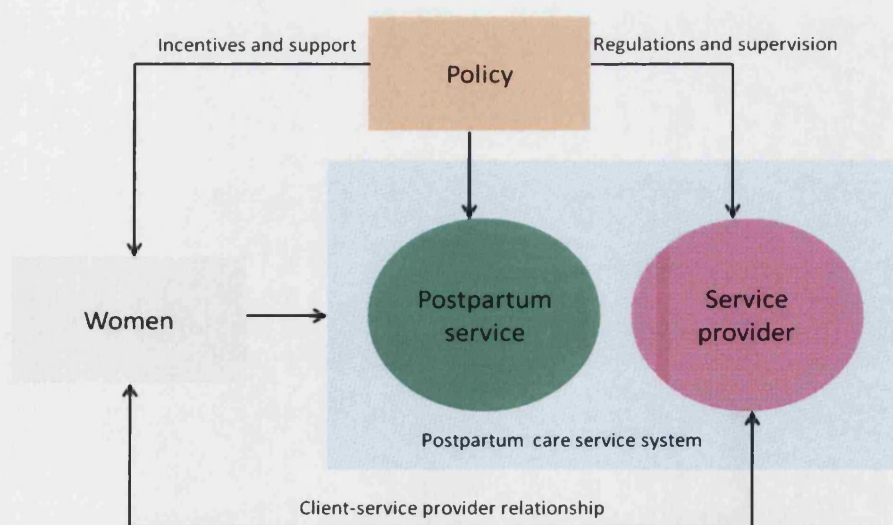 Incentives and support
Regulations and supervision
Policy
Women
Postpartum
service
Service
provider
Postpartum care service system
Client-service provider relationship